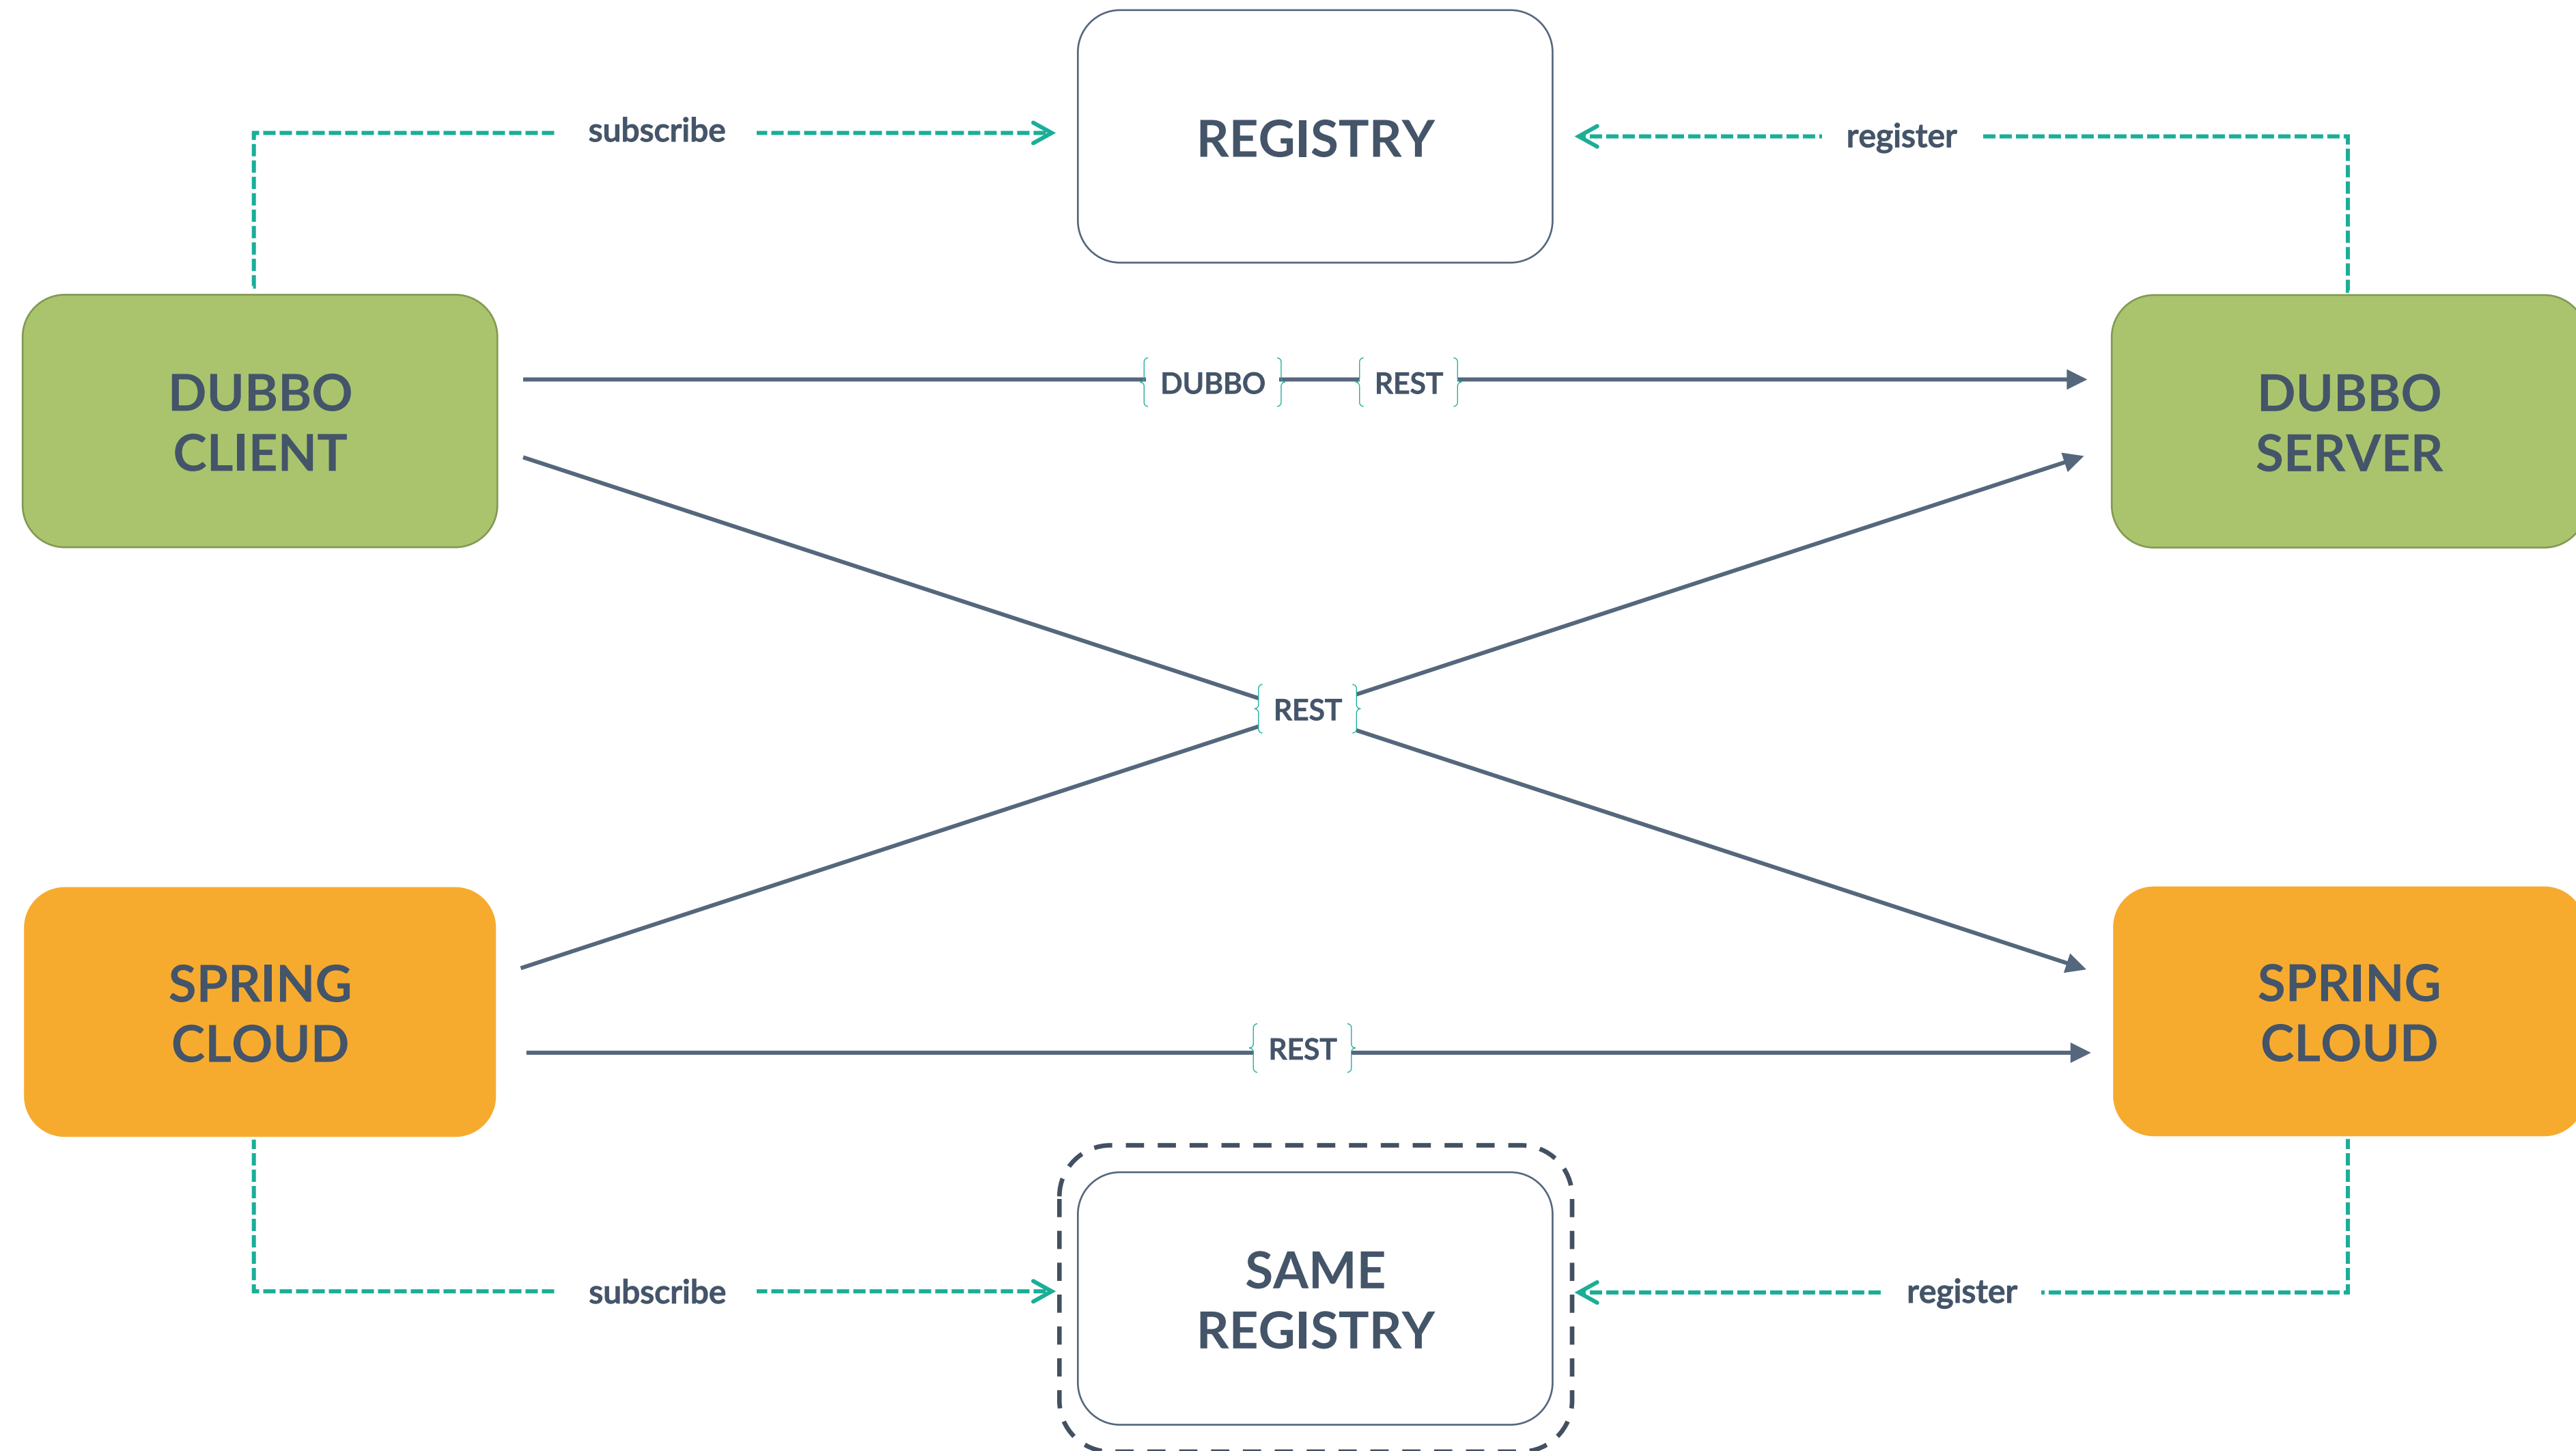 REGISTRY
subscribe
register
DUBBO
CLIENT
DUBBO
REST
DUBBO
SERVER
REST
SPRING
CLOUD
SPRING
CLOUD
REST
SAME
REGISTRY
subscribe
register